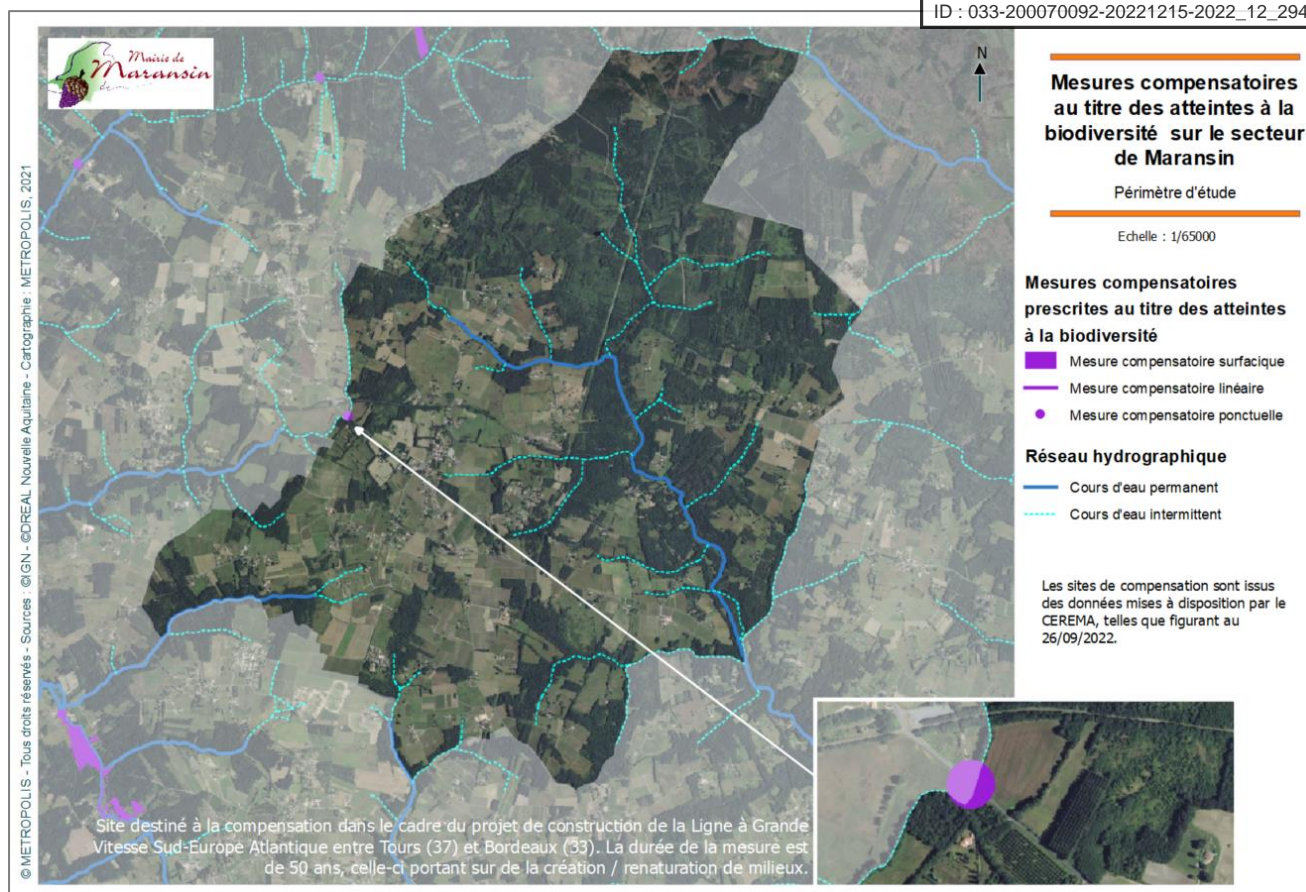 ID : 033-200070092-20221215-2022_12_294
Mairie de
Maransin
N
© METROPOLIS - Tous droits réservés - Sources : ©IGN - ©DREAL Nouvelle Aquitaine - Cartographie : METROPOLIS, 2021
Mesures compensatoires
au titre des atteintes à la
biodiversité sur le secteur
de Maransin
Périmètre d'étude
Echelle : 1/65000
Mesures compensatoires
prescrites au titre des atteintes
à la biodiversité
Mesure compensatoire surfacique
Mesure compensatoire linéaire
Mesure compensatoire ponctuelle
Réseau hydrographique
Cours d'eau permanent
Cours d'eau intermittent
Les sites de compensation sont issus
des données mises à disposition par le
CEREMA, telles que figurant au
26/09/2022.
Site destiné à la compensation dans le cadre du projet de construction de la Ligne à Grande
Vitesse Sud-Europe Atlantique entre Tours (37) et Bordeaux (33). La durée de la mesure est
de 50 ans, celle-ci portant sur de la création / renaturation de milieux.